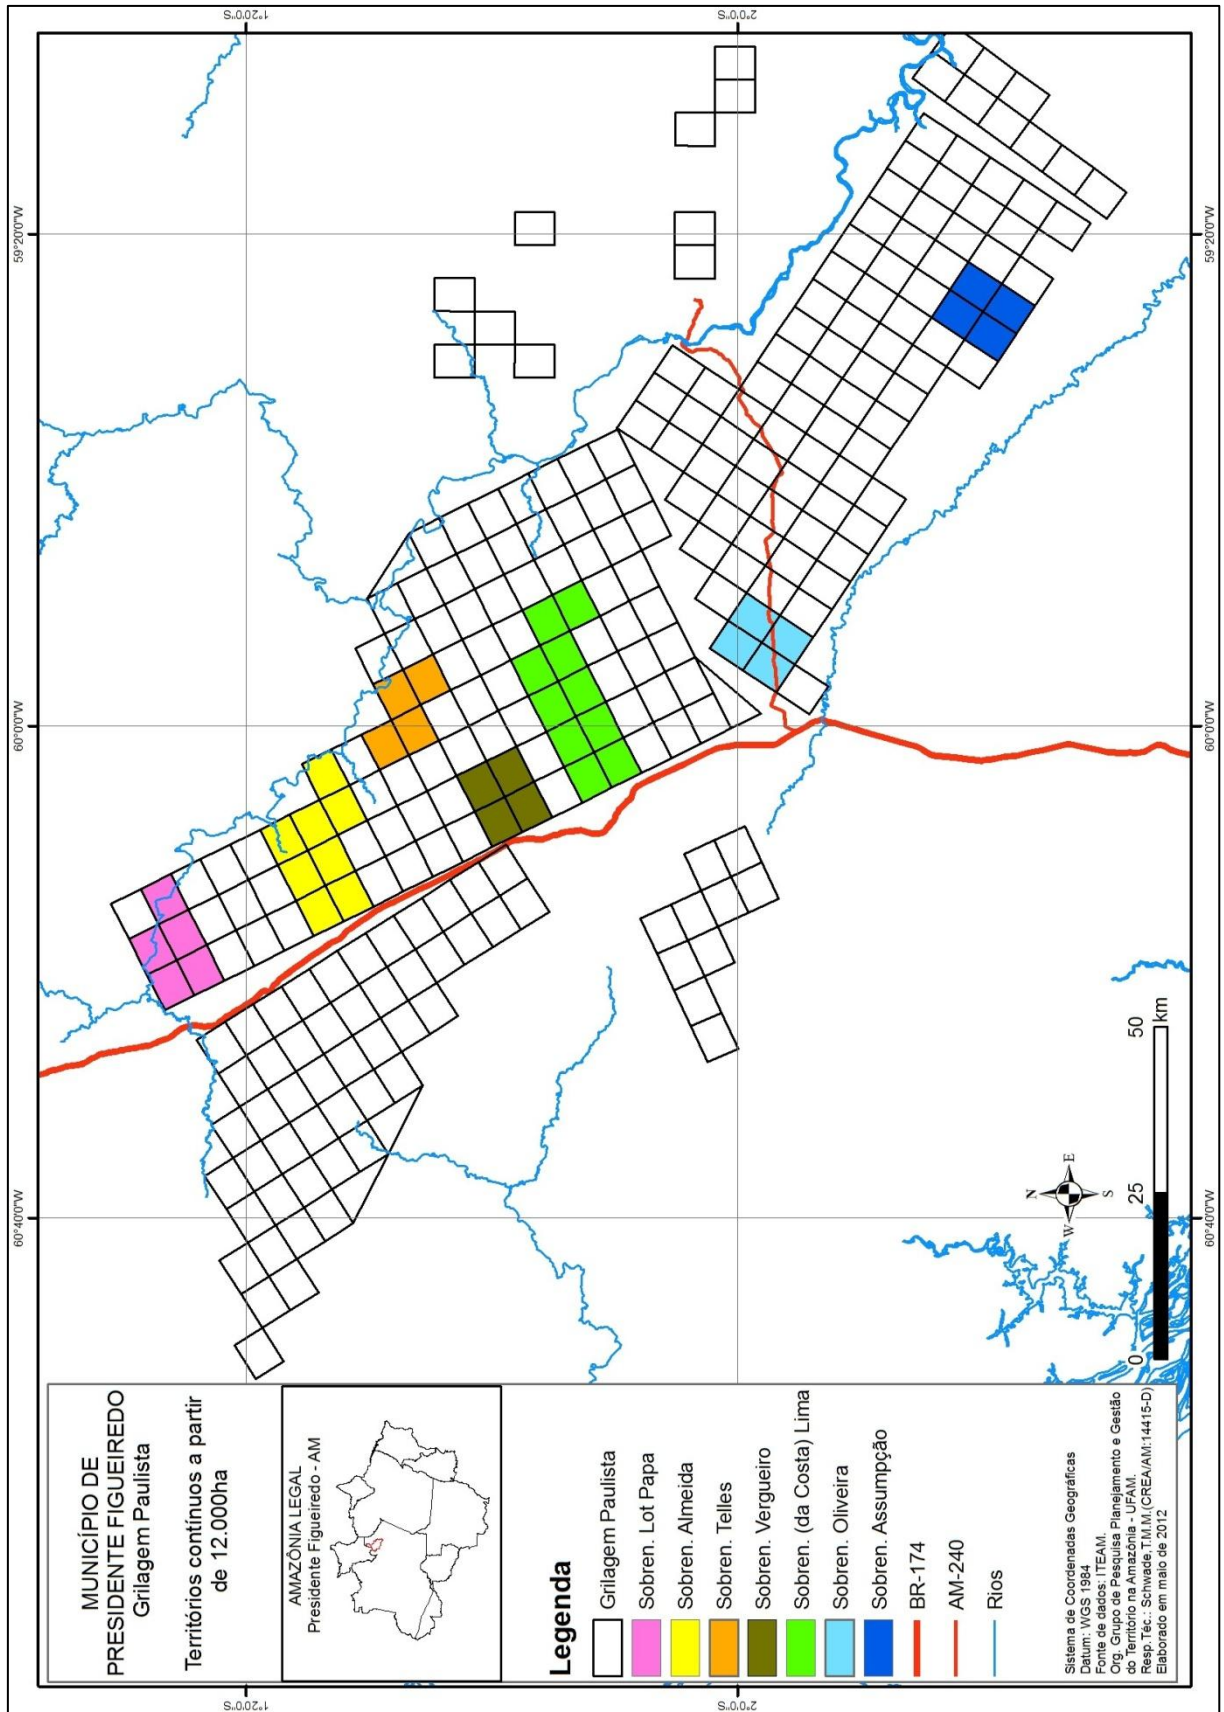 MUNICÍPIO DE
PRESIDENTE FIGUEIREDO
Grilagem Paulista
Territórios contínuos a partir
de 12.000ha
AMAZÔNIA LEGAL
Presidente Figueiredo - AM
Legenda
Grilagem Paulista
Sobren. Lot Papa
Sobren. Almeida
Sobren. Telles
Sobren. Vergueiro
Sobren. (da Costa) Lima
Sobren. Oliveira
Sobren. Assumpção
BR-174
AM-240
Rios
Sistema de Coordenadas Geográficas
Datum: WGS 1984
Fonte de dados: ITEAM.
Org. Grupo de Pesquisa Planejamento e Gestão
do Território na Amazônia - UFAM.
Resp.Téc.: Schwade,T.M.M.(CREA/AM:14415-D)
Elaborado em maio de 2012
60°40'0"W
60°0'0"W
59°20'0"W
1°20'0"S
2°0'0"S
1°20'0"S
2°0'0"S
N
W
E
S
0
25
50
km
60°40'0"W
60°0'0"W
59°20'0"W